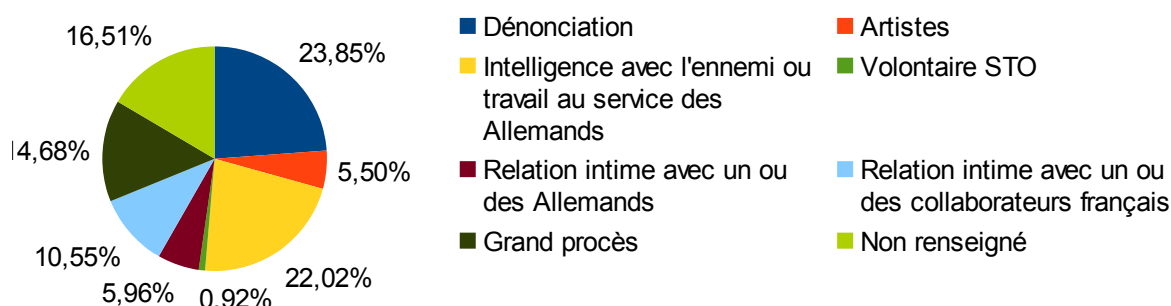 16,51%
23,85%
14,68%
5,50%
10,55%
5,96%
0,92%
22,02%
Dénonciation
Artistes
Intelligence avec l'ennemi ou
travail au service des
Allemands
Volontaire STO
Relation intime avec un ou
des Allemands
Relation intime avec un ou
des collaborateurs français
Grand procès
Non renseigné